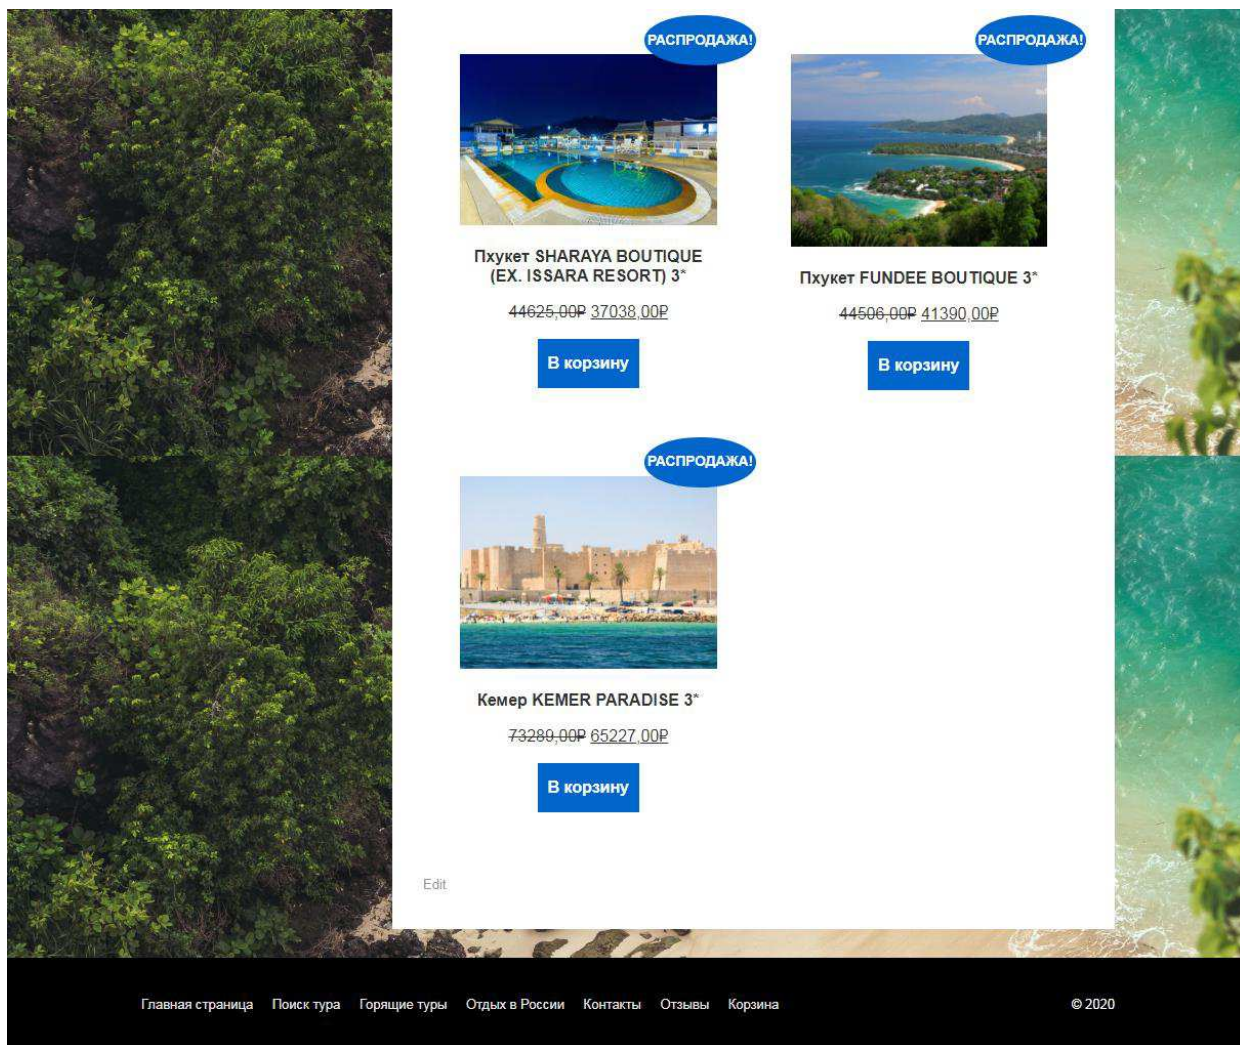 РАСПРОДАЖА!
РАСПРОДАЖА!
Пхукет SHARAYA BOUTIQUE
(EX. ISSARA RESORT) 3*
44625,00₽ 37038,00₽
В корзину
Пхукет FUNDEE BOUTIQUE 3*
44506,00₽ 41390,00₽
В корзину
РАСПРОДАЖА!
Кемер KEMER PARADISE 3*
73289,00₽ 65227,00₽
В корзину
Edit
Главная страница Поиск тура Горящие туры Отдых в России Контакты Отзывы Корзина
© 2020